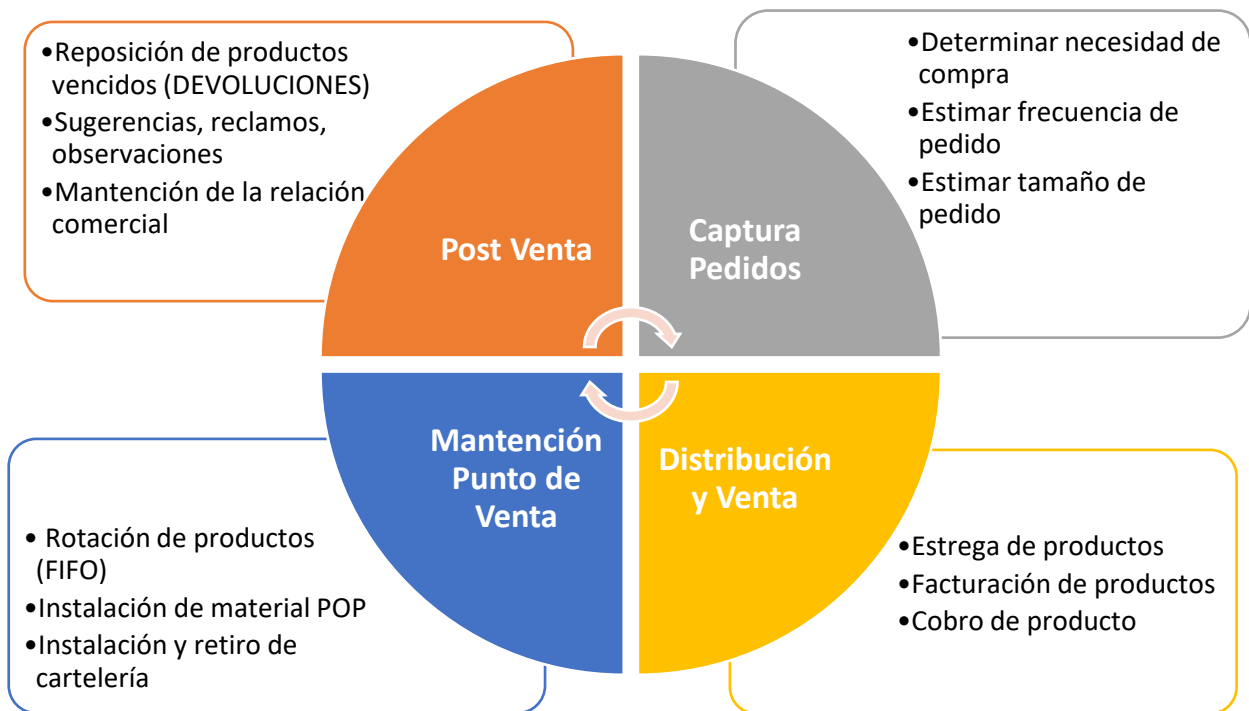 •Reposición de productos
vencidos (DEVOLUCIONES)
•Sugerencias, reclamos,
observaciones
•Mantención de la relación
comercial
•Determinar necesidad de
compra
•Estimar frecuencia de
pedido
•Estimar tamaño de
pedido
Post Venta
Captura
Pedidos
Mantención
Punto de
Venta
Distribución
y Venta
• Rotación de productos
(FIFO)
•Instalación de material POP
•Instalación y retiro de
cartelería
•Estrega de productos
•Facturación de productos
•Cobro de producto